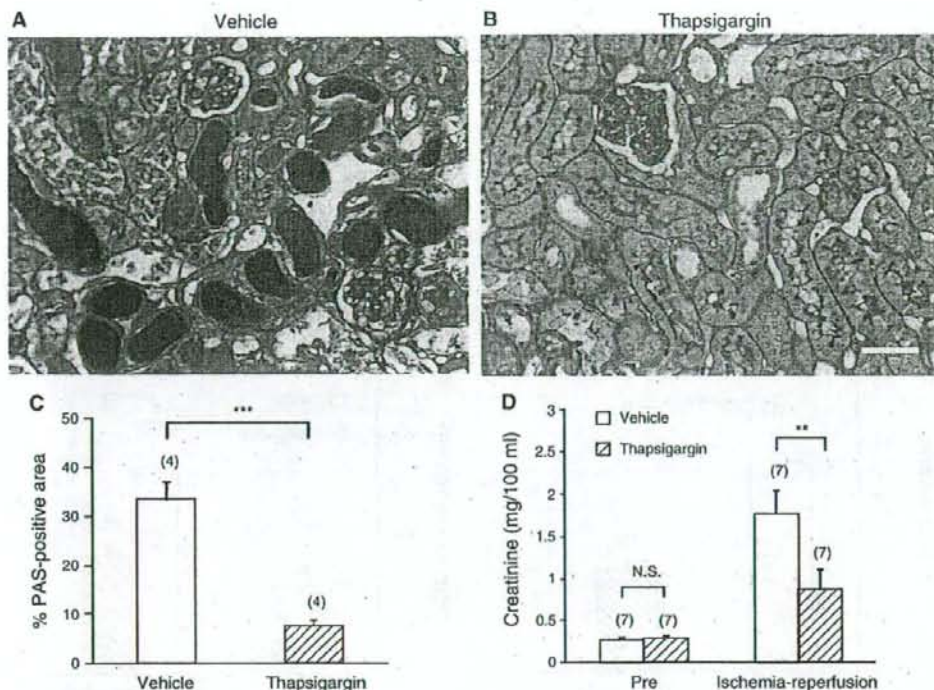 A
Vehicle
B
Thapsigargin
C
% PAS-positive area
50
40
30
20
10
0
***
(4)
(4)
Vehicle
Thapsigargin
D
Creatinine (mg/100 ml)
3
2.5
2
1.5
1
0.5
0
Vehicle
Thapsigargin
N.S.
(7)
(7)
**
(7)
(7)
Pre
Ischemia-reperfusion